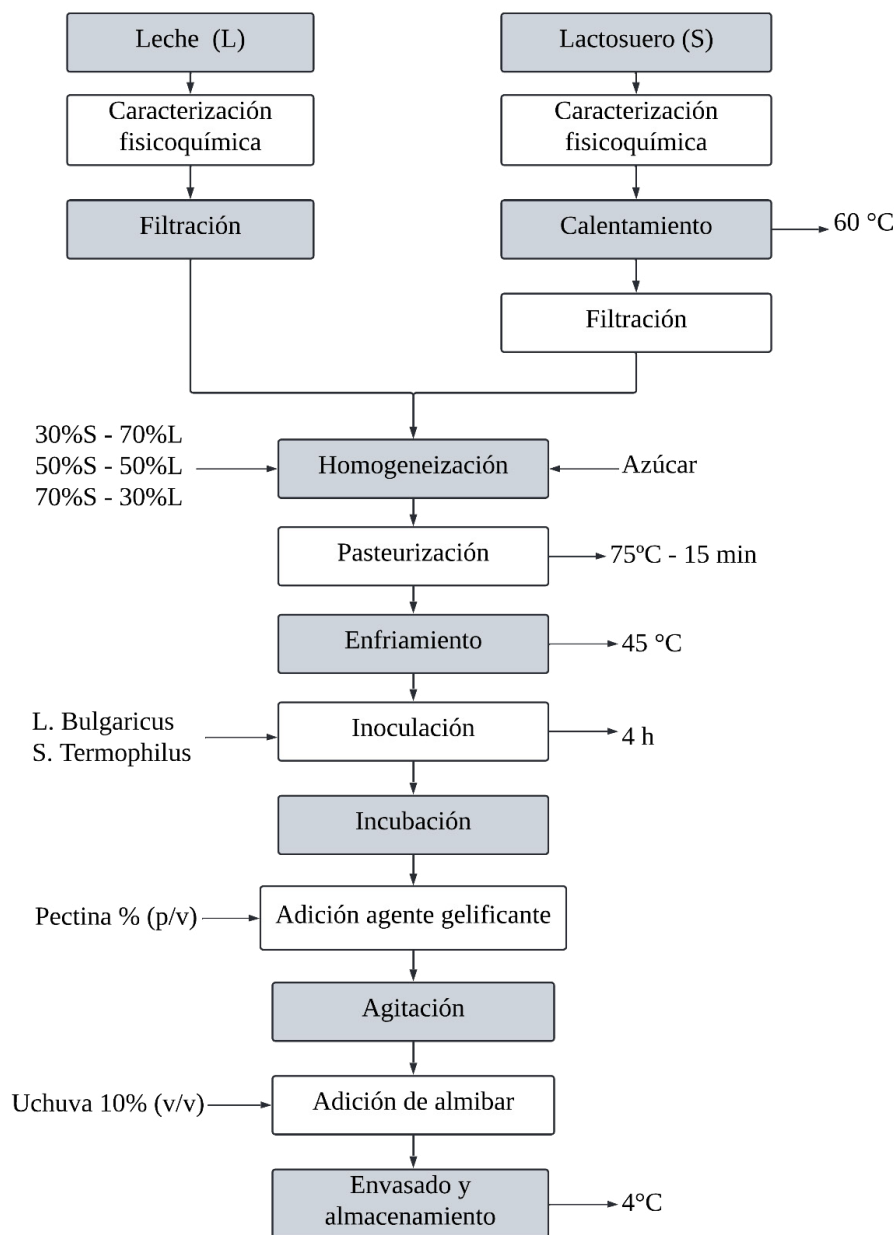 Leche  (L)
Lactosuero (S)
Caracterización
fisicoquímica
Caracterización
fisicoquímica
Filtración
Calentamiento
60 °C
Filtración
30%S - 70%L
50%S - 50%L
70%S - 30%L
Homogeneización
Azúcar
Pasteurización
75ºC - 15 min
Enfriamiento
45 °C
L. Bulgaricus
S. Termophilus
Inoculación
4 h
Incubación
Pectina % (p/v)
Adición agente gelificante
Agitación
Uchuva 10% (v/v)
Adición de almibar
Envasado y
almacenamiento
4°C